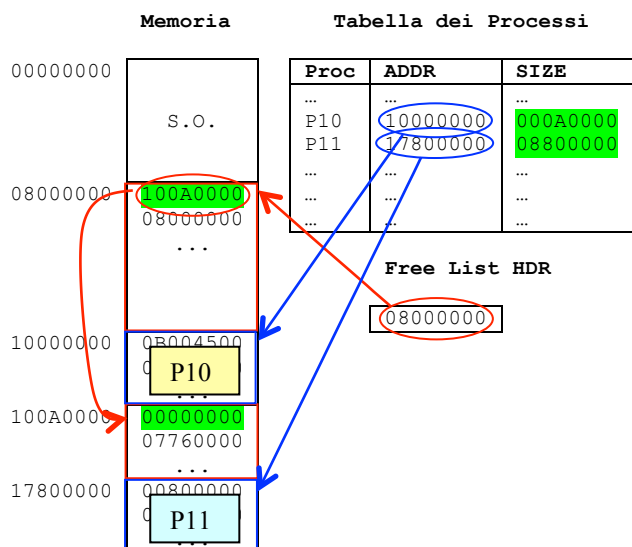 Memoria
Tabella dei Processi
00000000
S.O.
Proc ADDR SIZE
… … …
P10 10000000 000A0000
P11 17800000 08800000
… … …
… … …
… … …
08000000
100A0000
08000000
...
Free List HDR
08000000
10000000
0B004500
P10
...
100A0000
00000000
07760000
...
17800000
00800000
P11
...